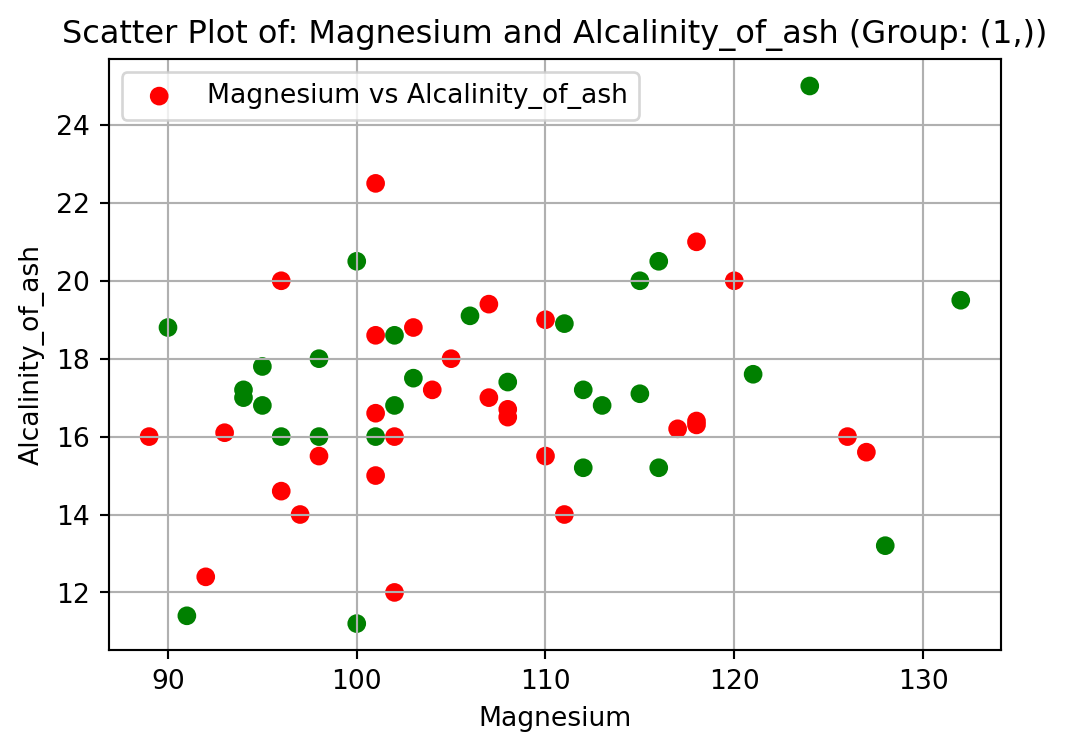 Scatter Plot of: Magnesium and Alcalinity_of_ash (Group: (1,))
Magnesium vs Alcalinity_of_ash
24
22
20
18
16
14
12
Alcalinity_of_ash
90 100 110 120 130
Magnesium